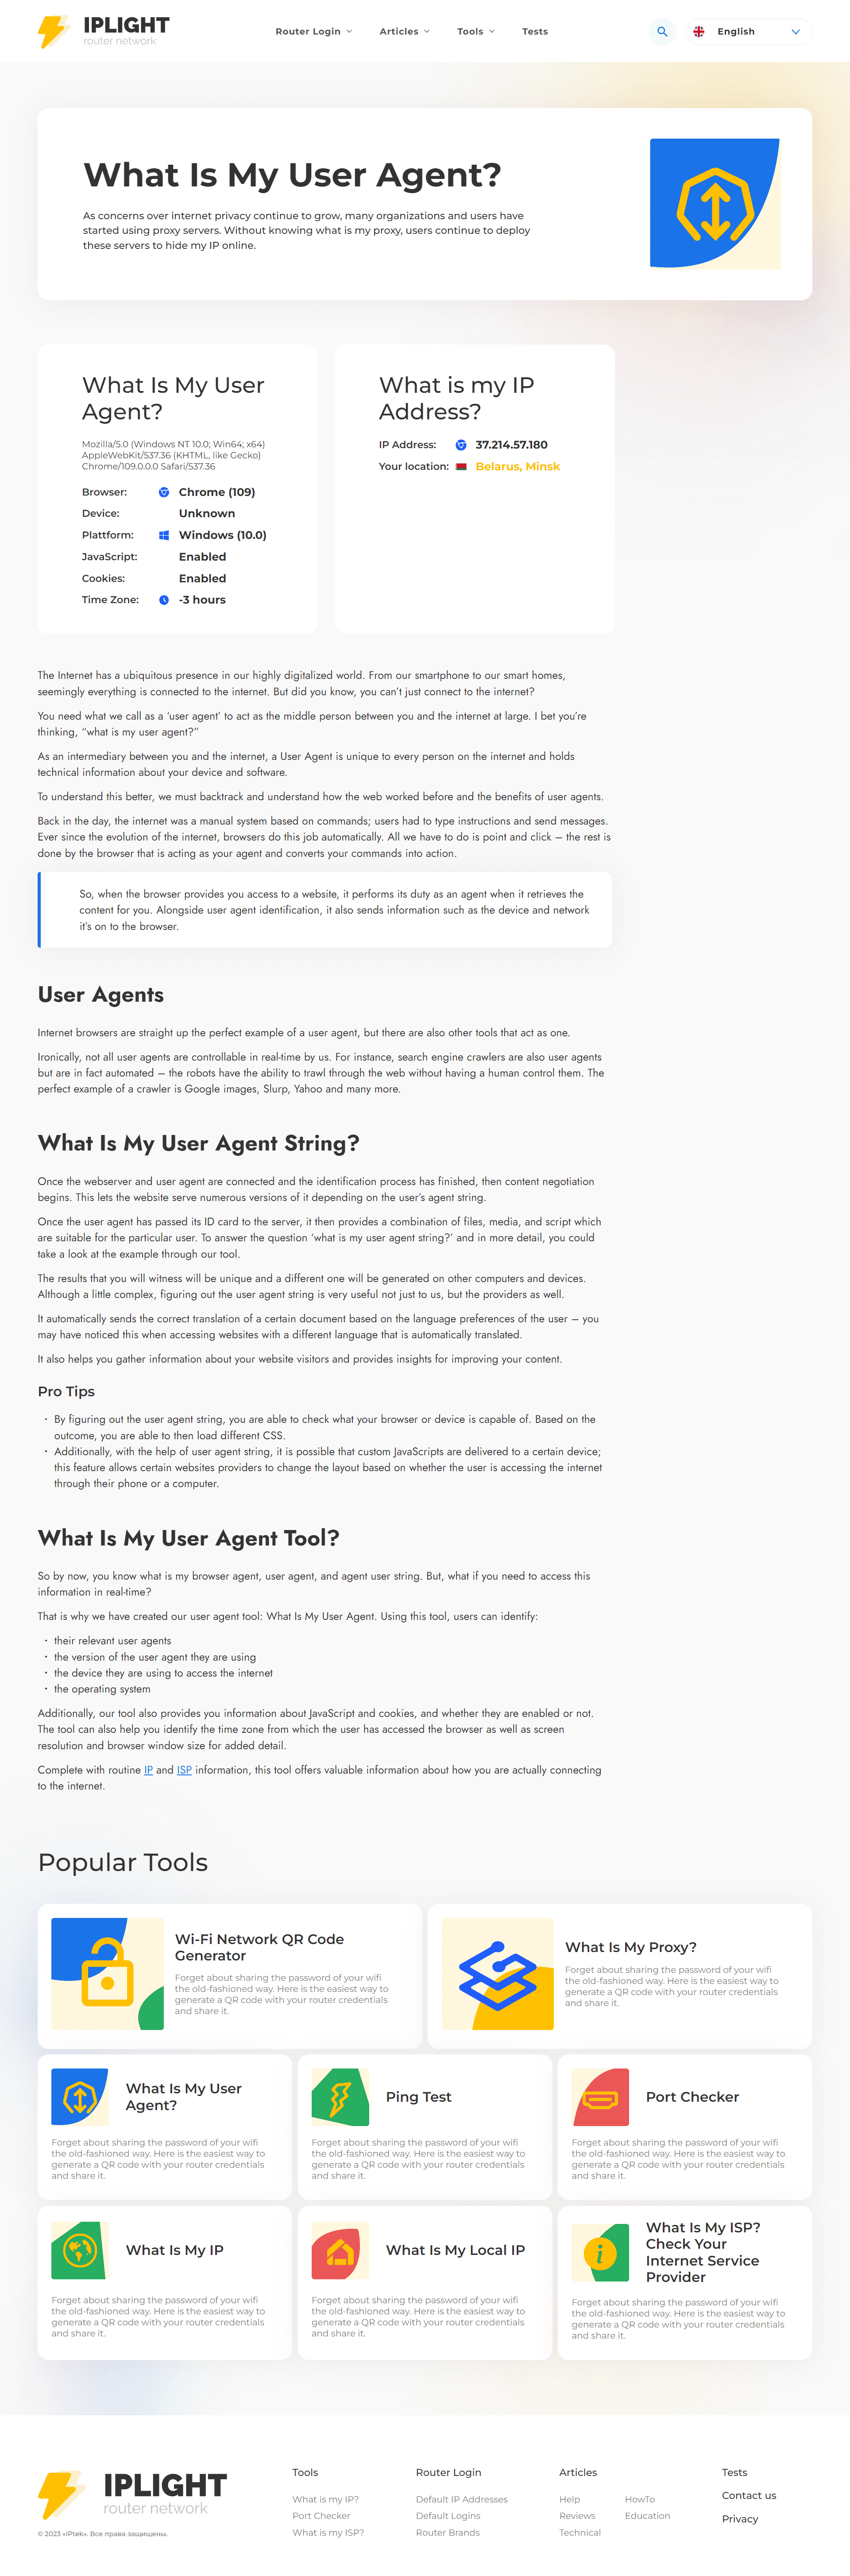 IPLIGHT
router network
Router Login
Articles
Tools
Tests
English
What Is My User Agent?
As concerns over internet privacy continue to grow, many organizations and users have
started using proxy servers. Without knowing what is my proxy, users continue to deploy
these servers to hide my IP online.
What Is My User
Agent?
Mozilla/5.0 (Windows NT 10.0; Win64; x64)
AppleWebKit/537.36 (KHTML, like Gecko)
Chrome/109.0.0.0 Safari/537.36
Browser: Chrome (109)
Device: Unknown
Plattform: Windows (10.0)
JavaScript: Enabled
Cookies: Enabled
Time Zone: -3 hours
What is my IP
Address?
IP Address: 37.214.57.180
Your location: Belarus, Minsk
The Internet has a ubiquitous presence in our highly digitalized world. From our smartphone to our smart homes,
seemingly everything is connected to the internet. But did you know, you can’t just connect to the internet?
You need what we call as a ‘user agent’ to act as the middle person between you and the internet at large. I bet you’re
thinking, “what is my user agent?”
As an intermediary between you and the internet, a User Agent is unique to every person on the internet and holds
technical information about your device and software.
To understand this better, we must backtrack and understand how the web worked before and the benefits of user agents.
Back in the day, the internet was a manual system based on commands; users had to type instructions and send messages.
Ever since the evolution of the internet, browsers do this job automatically. All we have to do is point and click – the rest is
done by the browser that is acting as your agent and converts your commands into action.
So, when the browser provides you access to a website, it performs its duty as an agent when it retrieves the
content for you. Alongside user agent identification, it also sends information such as the device and network
it’s on to the browser.
User Agents
Internet browsers are straight up the perfect example of a user agent, but there are also other tools that act as one.
Ironically, not all user agents are controllable in real-time by us. For instance, search engine crawlers are also user agents
but are in fact automated – the robots have the ability to trawl through the web without having a human control them. The
perfect example of a crawler is Google images, Slurp, Yahoo and many more.
What Is My User Agent String?
Once the webserver and user agent are connected and the identification process has finished, then content negotiation
begins. This lets the website serve numerous versions of it depending on the user’s agent string.
Once the user agent has passed its ID card to the server, it then provides a combination of files, media, and script which
are suitable for the particular user. To answer the question ‘what is my user agent string?’ and in more detail, you could
take a look at the example through our tool.
The results that you will witness will be unique and a different one will be generated on other computers and devices.
Although a little complex, figuring out the user agent string is very useful not just to us, but the providers as well.
It automatically sends the correct translation of a certain document based on the language preferences of the user – you
may have noticed this when accessing websites with a different language that is automatically translated.
It also helps you gather information about your website visitors and provides insights for improving your content.
Pro Tips
· By figuring out the user agent string, you are able to check what your browser or device is capable of. Based on the
outcome, you are able to then load different CSS.
· Additionally, with the help of user agent string, it is possible that custom JavaScripts are delivered to a certain device;
this feature allows certain websites providers to change the layout based on whether the user is accessing the internet
through their phone or a computer.
What Is My User Agent Tool?
So by now, you know what is my browser agent, user agent, and agent user string. But, what if you need to access this
information in real-time?
That is why we have created our user agent tool: What Is My User Agent. Using this tool, users can identify:
· their relevant user agents
· the version of the user agent they are using
· the device they are using to access the internet
· the operating system
Additionally, our tool also provides you information about JavaScript and cookies, and whether they are enabled or not.
The tool can also help you identify the time zone from which the user has accessed the browser as well as screen
resolution and browser window size for added detail.
Complete with routine IP and ISP information, this tool offers valuable information about how you are actually connecting
to the internet.
Popular Tools
Wi-Fi Network QR Code
Generator
Forget about sharing the password of your wifi
the old-fashioned way. Here is the easiest way to
generate a QR code with your router credentials
and share it.
What Is My Proxy?
Forget about sharing the password of your wifi
the old-fashioned way. Here is the easiest way to
generate a QR code with your router credentials
and share it.
What Is My User
Agent?
Forget about sharing the password of your wifi
the old-fashioned way. Here is the easiest way to
generate a QR code with your router credentials
and share it.
Ping Test
Forget about sharing the password of your wifi
the old-fashioned way. Here is the easiest way to
generate a QR code with your router credentials
and share it.
Port Checker
Forget about sharing the password of your wifi
the old-fashioned way. Here is the easiest way to
generate a QR code with your router credentials
and share it.
What Is My IP
Forget about sharing the password of your wifi
the old-fashioned way. Here is the easiest way to
generate a QR code with your router credentials
and share it.
What Is My Local IP
Forget about sharing the password of your wifi
the old-fashioned way. Here is the easiest way to
generate a QR code with your router credentials
and share it.
i
What Is My ISP?
Check Your
Internet Service
Provider
Forget about sharing the password of your wifi
the old-fashioned way. Here is the easiest way to
generate a QR code with your router credentials
and share it.
IPLIGHT
router network
© 2023 «IPtek». Все права защищены.
Tools
What is my IP?
Port Checker
What is my ISP?
Router Login
Default IP Addresses
Default Logins
Router Brands
Articles
Help
Reviews
Technical
HowTo
Education
Tests
Contact us
Privacy